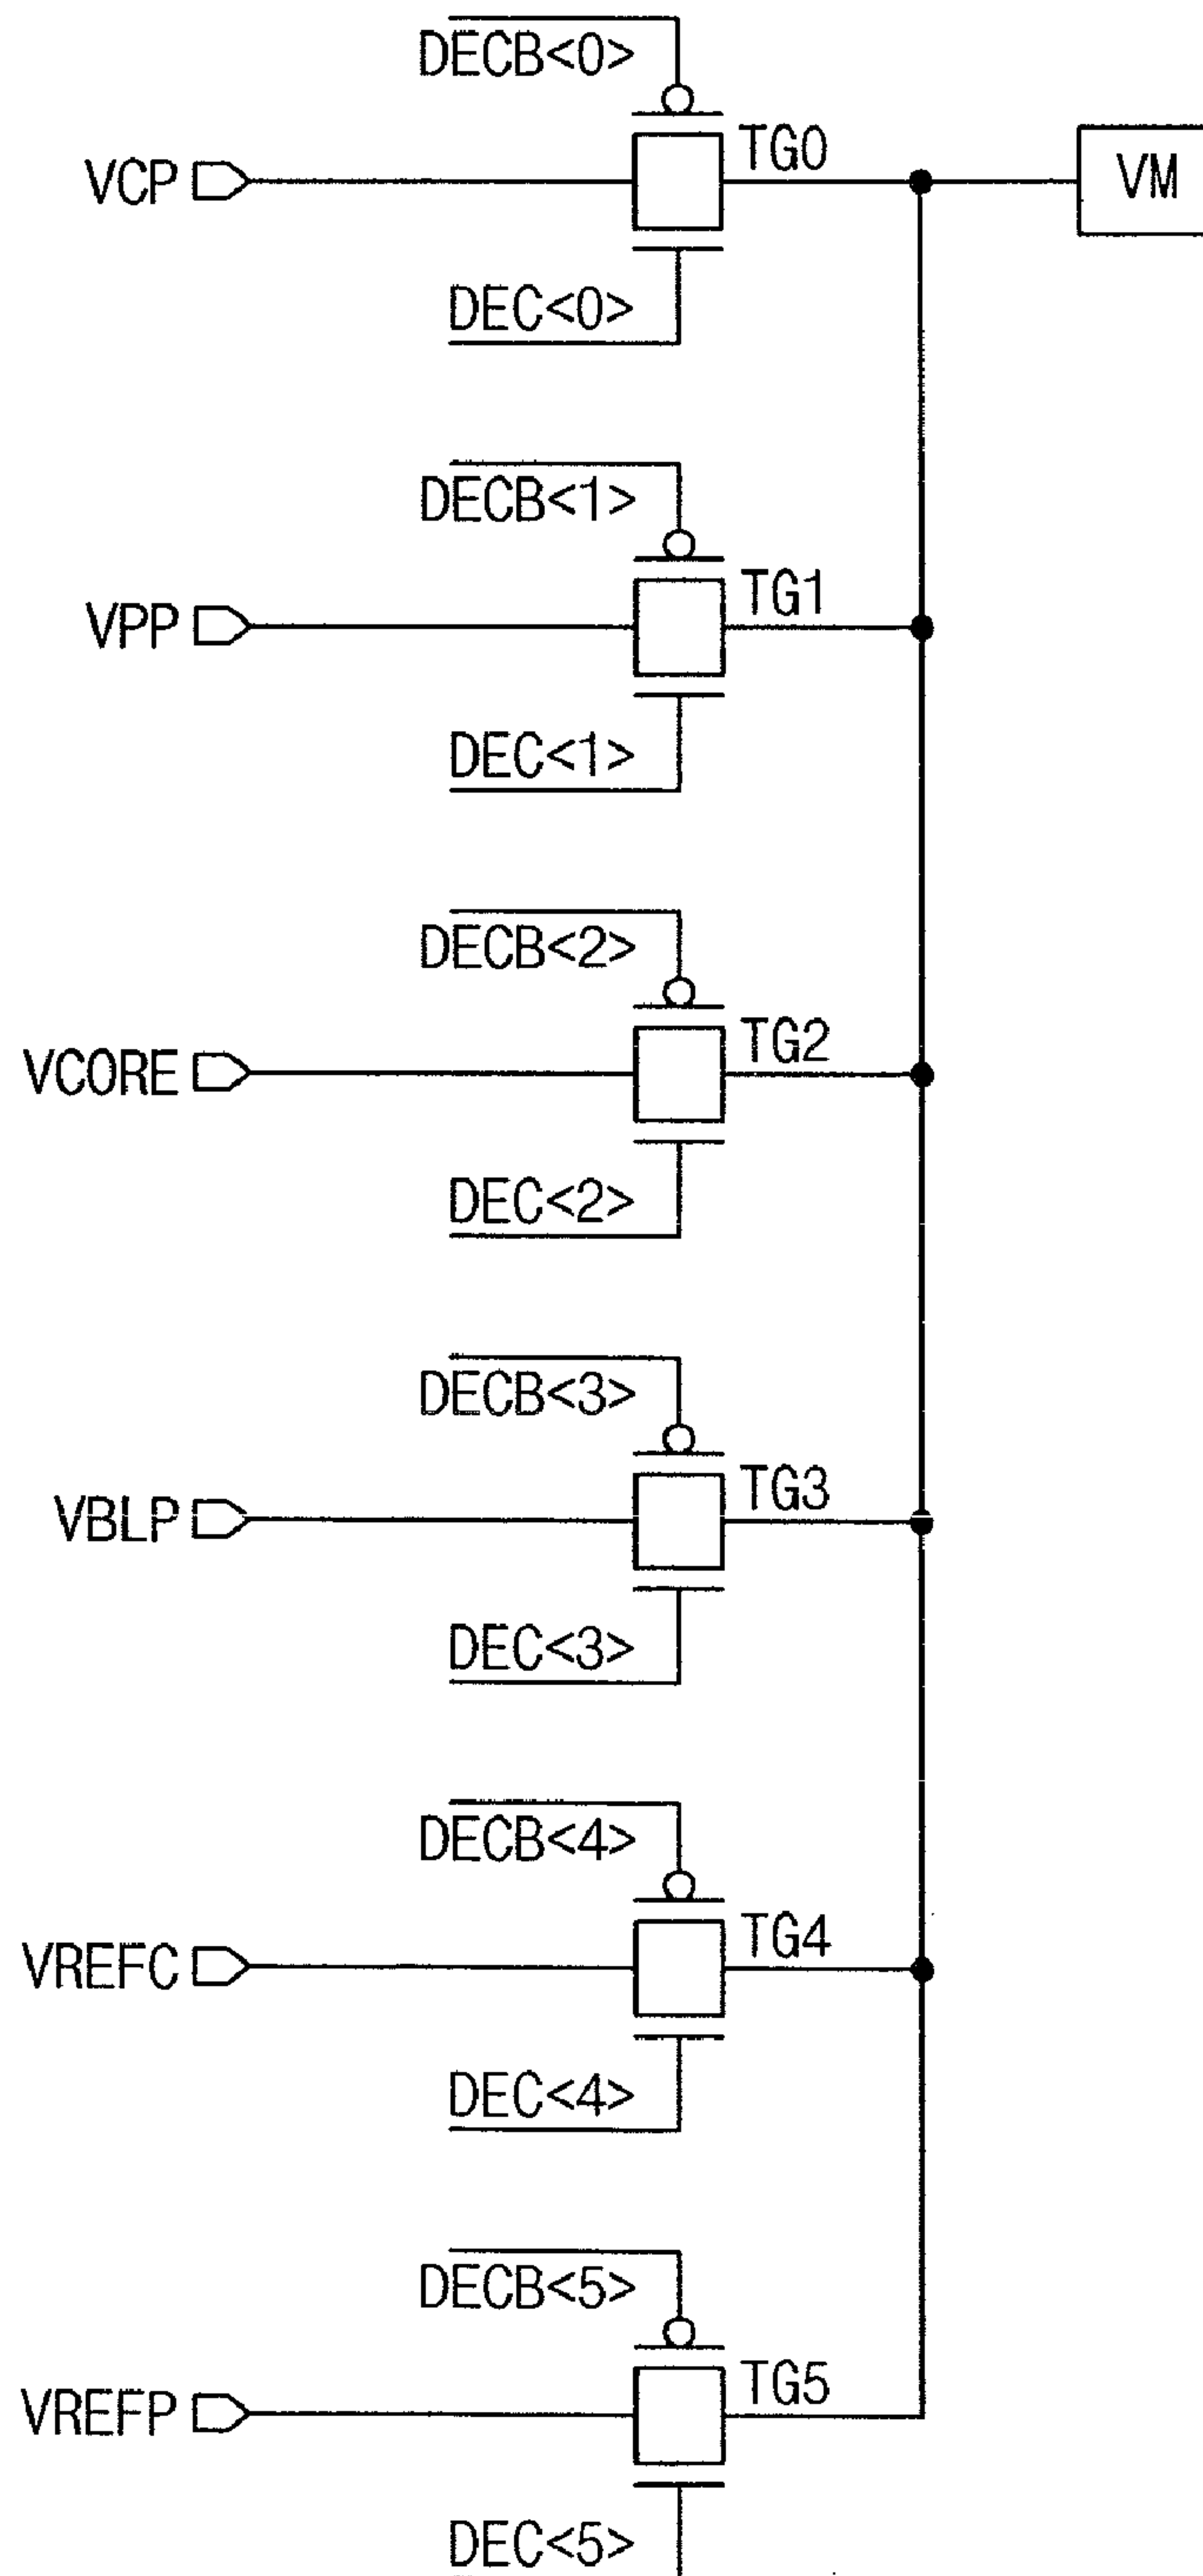 DECB<0>
TG0
VCP
VM
DEC<0>
DECB<1>
TG1
VPP
DEC<1>
DECB<2>
TG2
VCORE
DEC<2>
DECB<3>
TG3
VBLP
DEC<3>
DECB<4>
TG4
VREFC
DEC<4>
DECB<5>
TG5
VREFP
DEC<5>